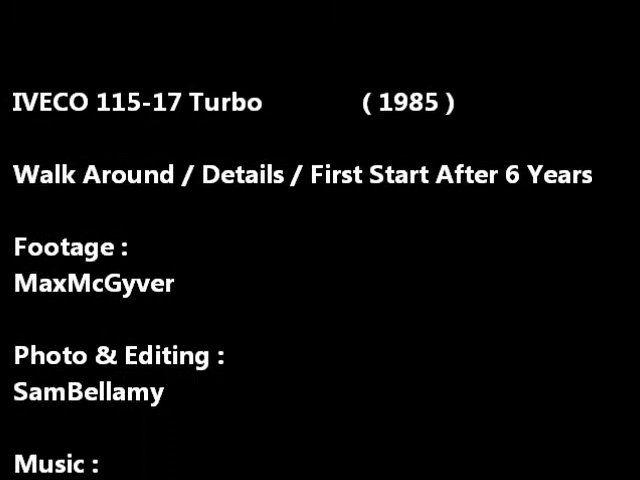 IVECO 115-17 Turbo ( 1985 )
Walk Around / Details / First Start After 6 Years
Footage :
MaxMcGyver
Photo & Editing :
SamBellamy
Music :